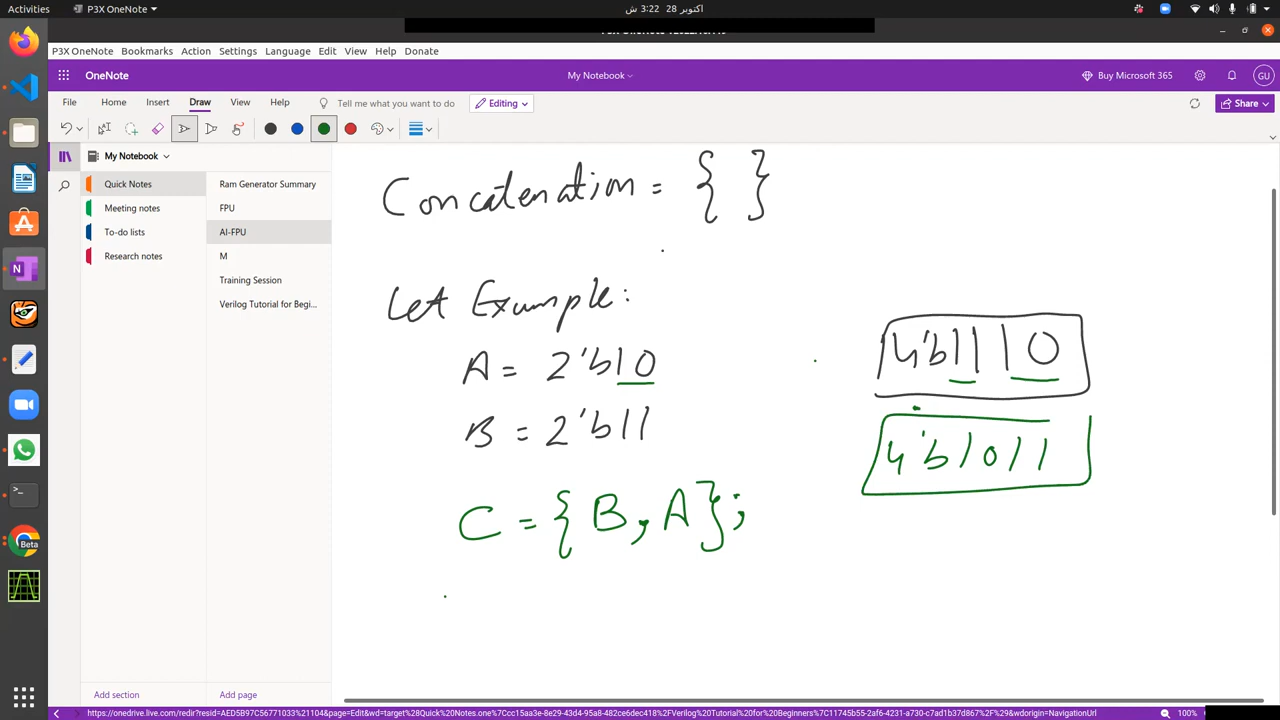 Activities P3X OneNote 3:22 28 اکتوبر ش
P3X OneNote Bookmarks Action Settings Language Edit View Help Donate
OneNote My Notebook Buy Microsoft 365 GU
File Home Insert Draw View Help Tell me what you want to do Editing Share
My Notebook
Quick Notes
Meeting notes
To-do lists
Research notes
Ram Generator Summary
FPU
AI-FPU
M
Training Session
Verilog Tutorial for Begi...
Concatenation = { }
Let Example:
A = 2'b10
B = 2'b11
C = {B, A};
4'b1110
4'b1011
Add section Add page
100%
Beta